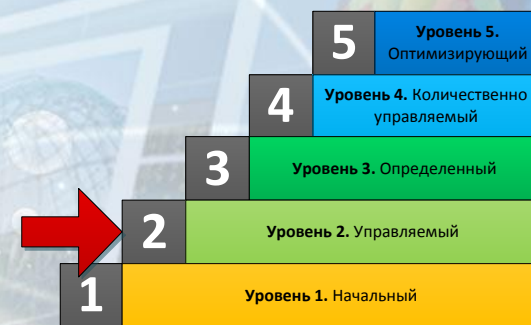 5
Уровень 5.
Оптимизирующий
4
Уровень 4. Количественно
управляемый
3
Уровень 3. Определенный
2
Уровень 2. Управляемый
1
Уровень 1. Начальный